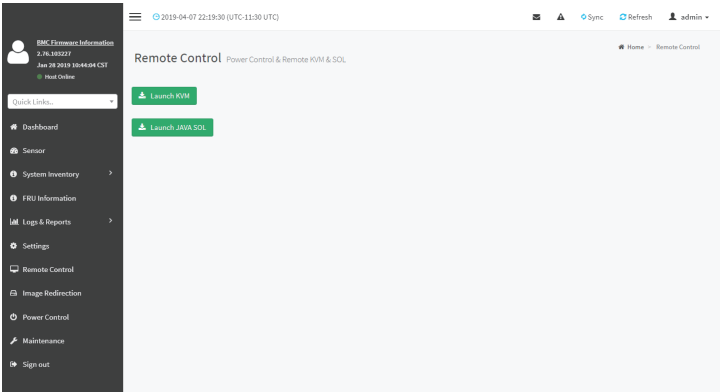 2019-04-07 22:19:30 (UTC-11:30 UTC)
Sync
Refresh
admin
BMC Firmware Information
2.76.103227
Jan 28 2019 10:44:04 CST
Host Online
Quick Links..
Dashboard
Sensor
System Inventory
FRU Information
Logs & Reports
Settings
Remote Control
Image Redirection
Power Control
Maintenance
Sign out
Remote Control Power Control & Remote KVM & SOL
Home > Remote Control
Launch KVM
Launch JAVA SOL